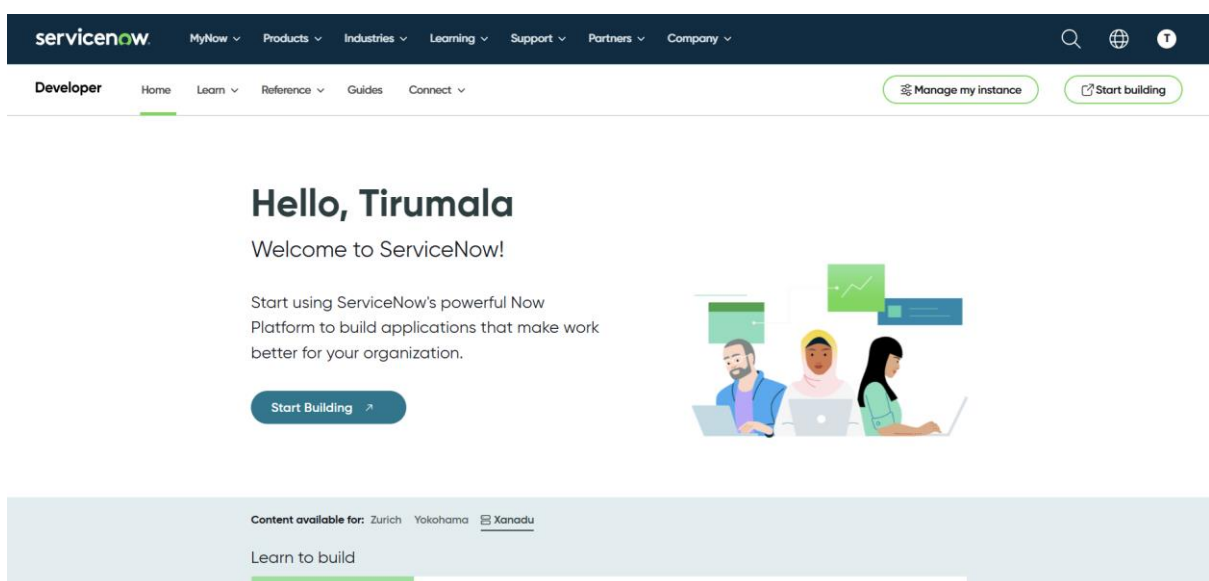 servicenow. MyNow Products Industries Learning Support Partners Company T
Developer Home Learn Reference Guides Connect Manage my instance Start building
Hello, Tirumala
Welcome to ServiceNow!
Start using ServiceNow's powerful Now
Platform to build applications that make work
better for your organization.
Start Building
Content available for: Zurich Yokohama Xanadu
Learn to build